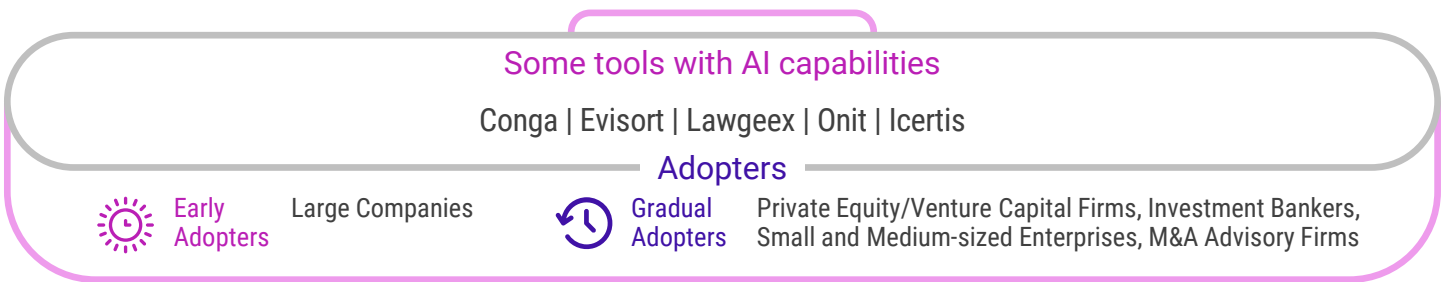 Some tools with AI capabilities
Conga | Evisort | Lawgeex | Onit | Icertis
Adopters
Early Adopters
Large Companies
Gradual Adopters
Private Equity/Venture Capital Firms, Investment Bankers,
Small and Medium-sized Enterprises, M&A Advisory Firms